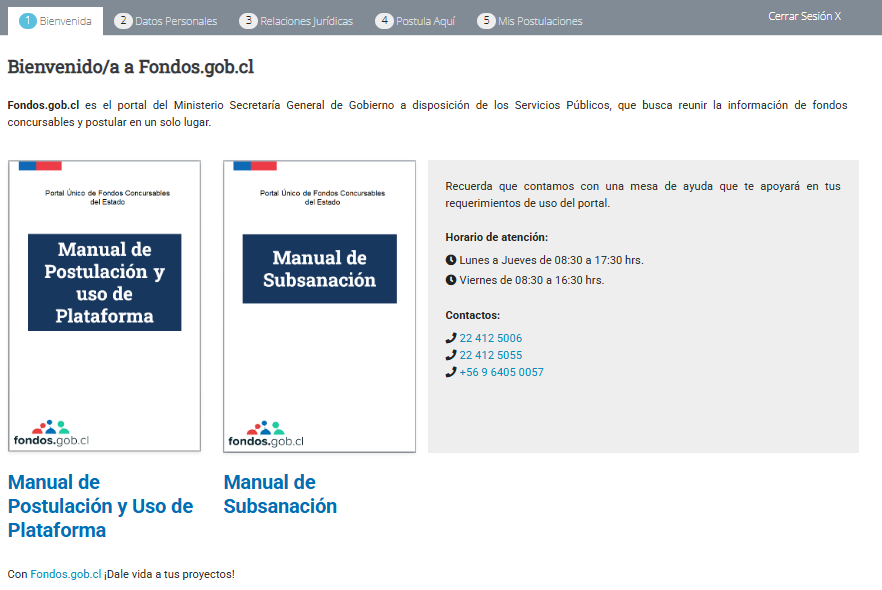 1 Bienvenida 2 Datos Personales 3 Relaciones Jurídicas 4 Postula Aquí 5 Mis Postulaciones Cerrar Sesión X
Bienvenido/a a Fondos.gob.cl
Fondos.gob.cl es el portal del Ministerio Secretaría General de Gobierno a disposición de los Servicios Públicos, que busca reunir la información de fondos
concursables y postular en un solo lugar.
Portal Único de Fondos Concursables
del Estado
Manual de
Postulación y
uso de
Plataforma
fondos.gob.cl
Manual de
Postulación y Uso de
Plataforma
Portal Único de Fondos Concursables
del Estado
Manual de
Subsanación
fondos.gob.cl
Manual de
Subsanación
Recuerda que contamos con una mesa de ayuda que te apoyará en tus
requerimientos de uso del portal.
Horario de atención:
Lunes a Jueves de 08:30 a 17:30 hrs.
Viernes de 08:30 a 16:30 hrs.
Contactos:
22 412 5006
22 412 5055
+56 9 6405 0057
Con Fondos.gob.cl ¡Dale vida a tus proyectos!